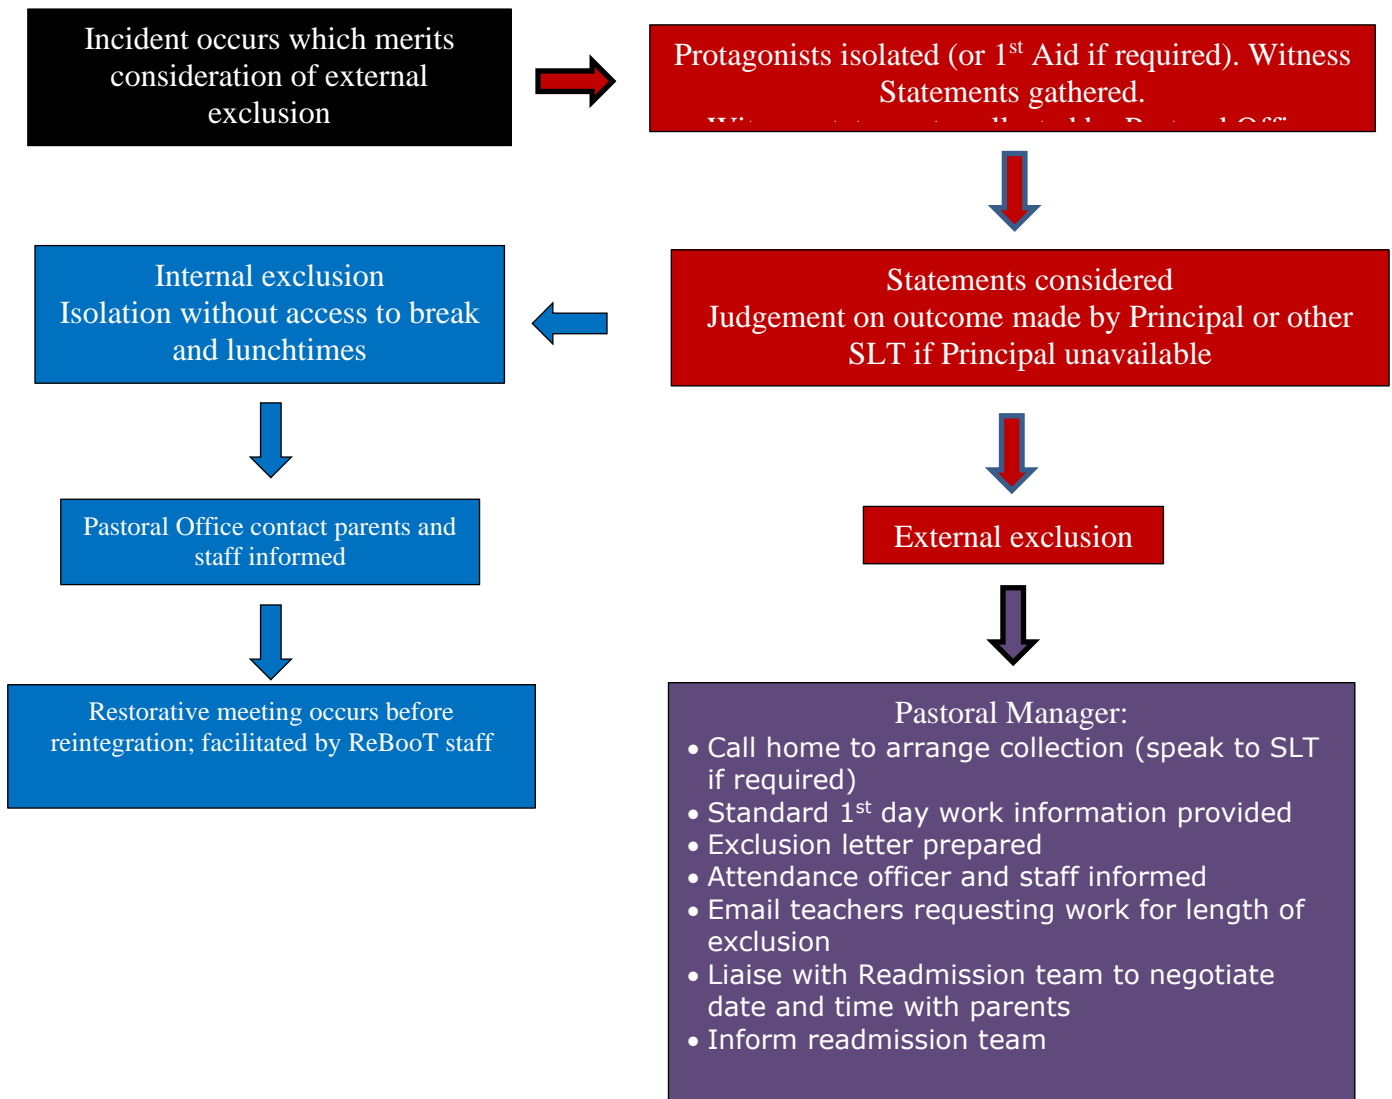 Incident occurs which merits
consideration of external
exclusion
Protagonists isolated (or 1st Aid if required). Witness
Statements gathered.
Internal exclusion
Isolation without access to break
and lunchtimes
Statements considered
Judgement on outcome made by Principal or other
SLT if Principal unavailable
Pastoral Office contact parents and
staff informed
External exclusion
Restorative meeting occurs before
reintegration; facilitated by ReBooT staff
Pastoral Manager:
• Call home to arrange collection (speak to SLT
if required)
• Standard 1st day work information provided
• Exclusion letter prepared
• Attendance officer and staff informed
• Email teachers requesting work for length of
exclusion
• Liaise with Readmission team to negotiate
date and time with parents
• Inform readmission team